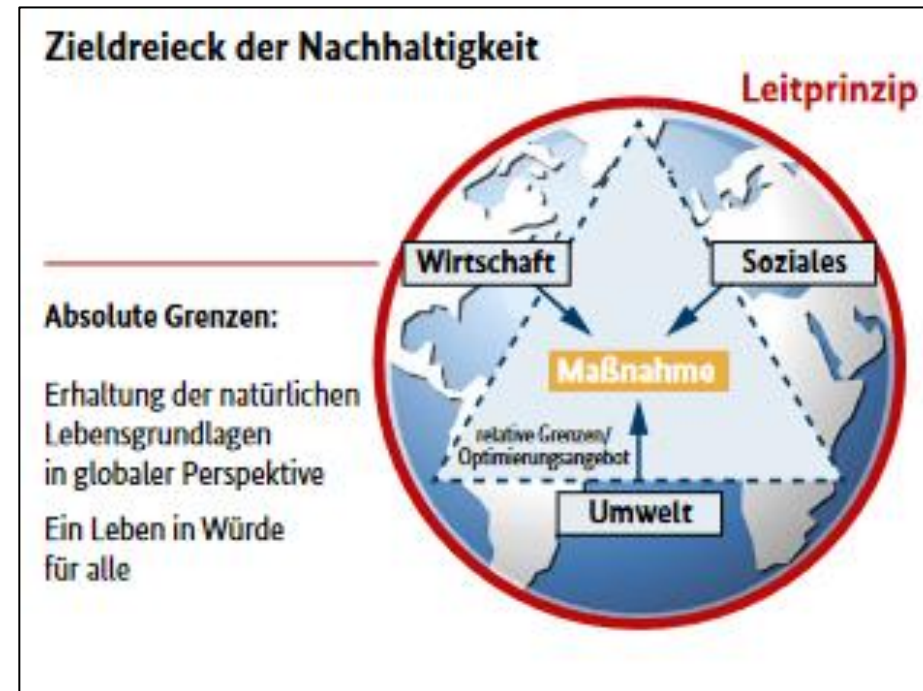 Zieldreieck der Nachhaltigkeit
Leitprinzip
Wirtschaft
Soziales
Absolute Grenzen:
Maßnahme
Erhaltung der natürlichen
Lebensgrundlagen
in globaler Perspektive
relative Grenzen/
Optimierungsangebot
Umwelt
Ein Leben in Würde
für alle